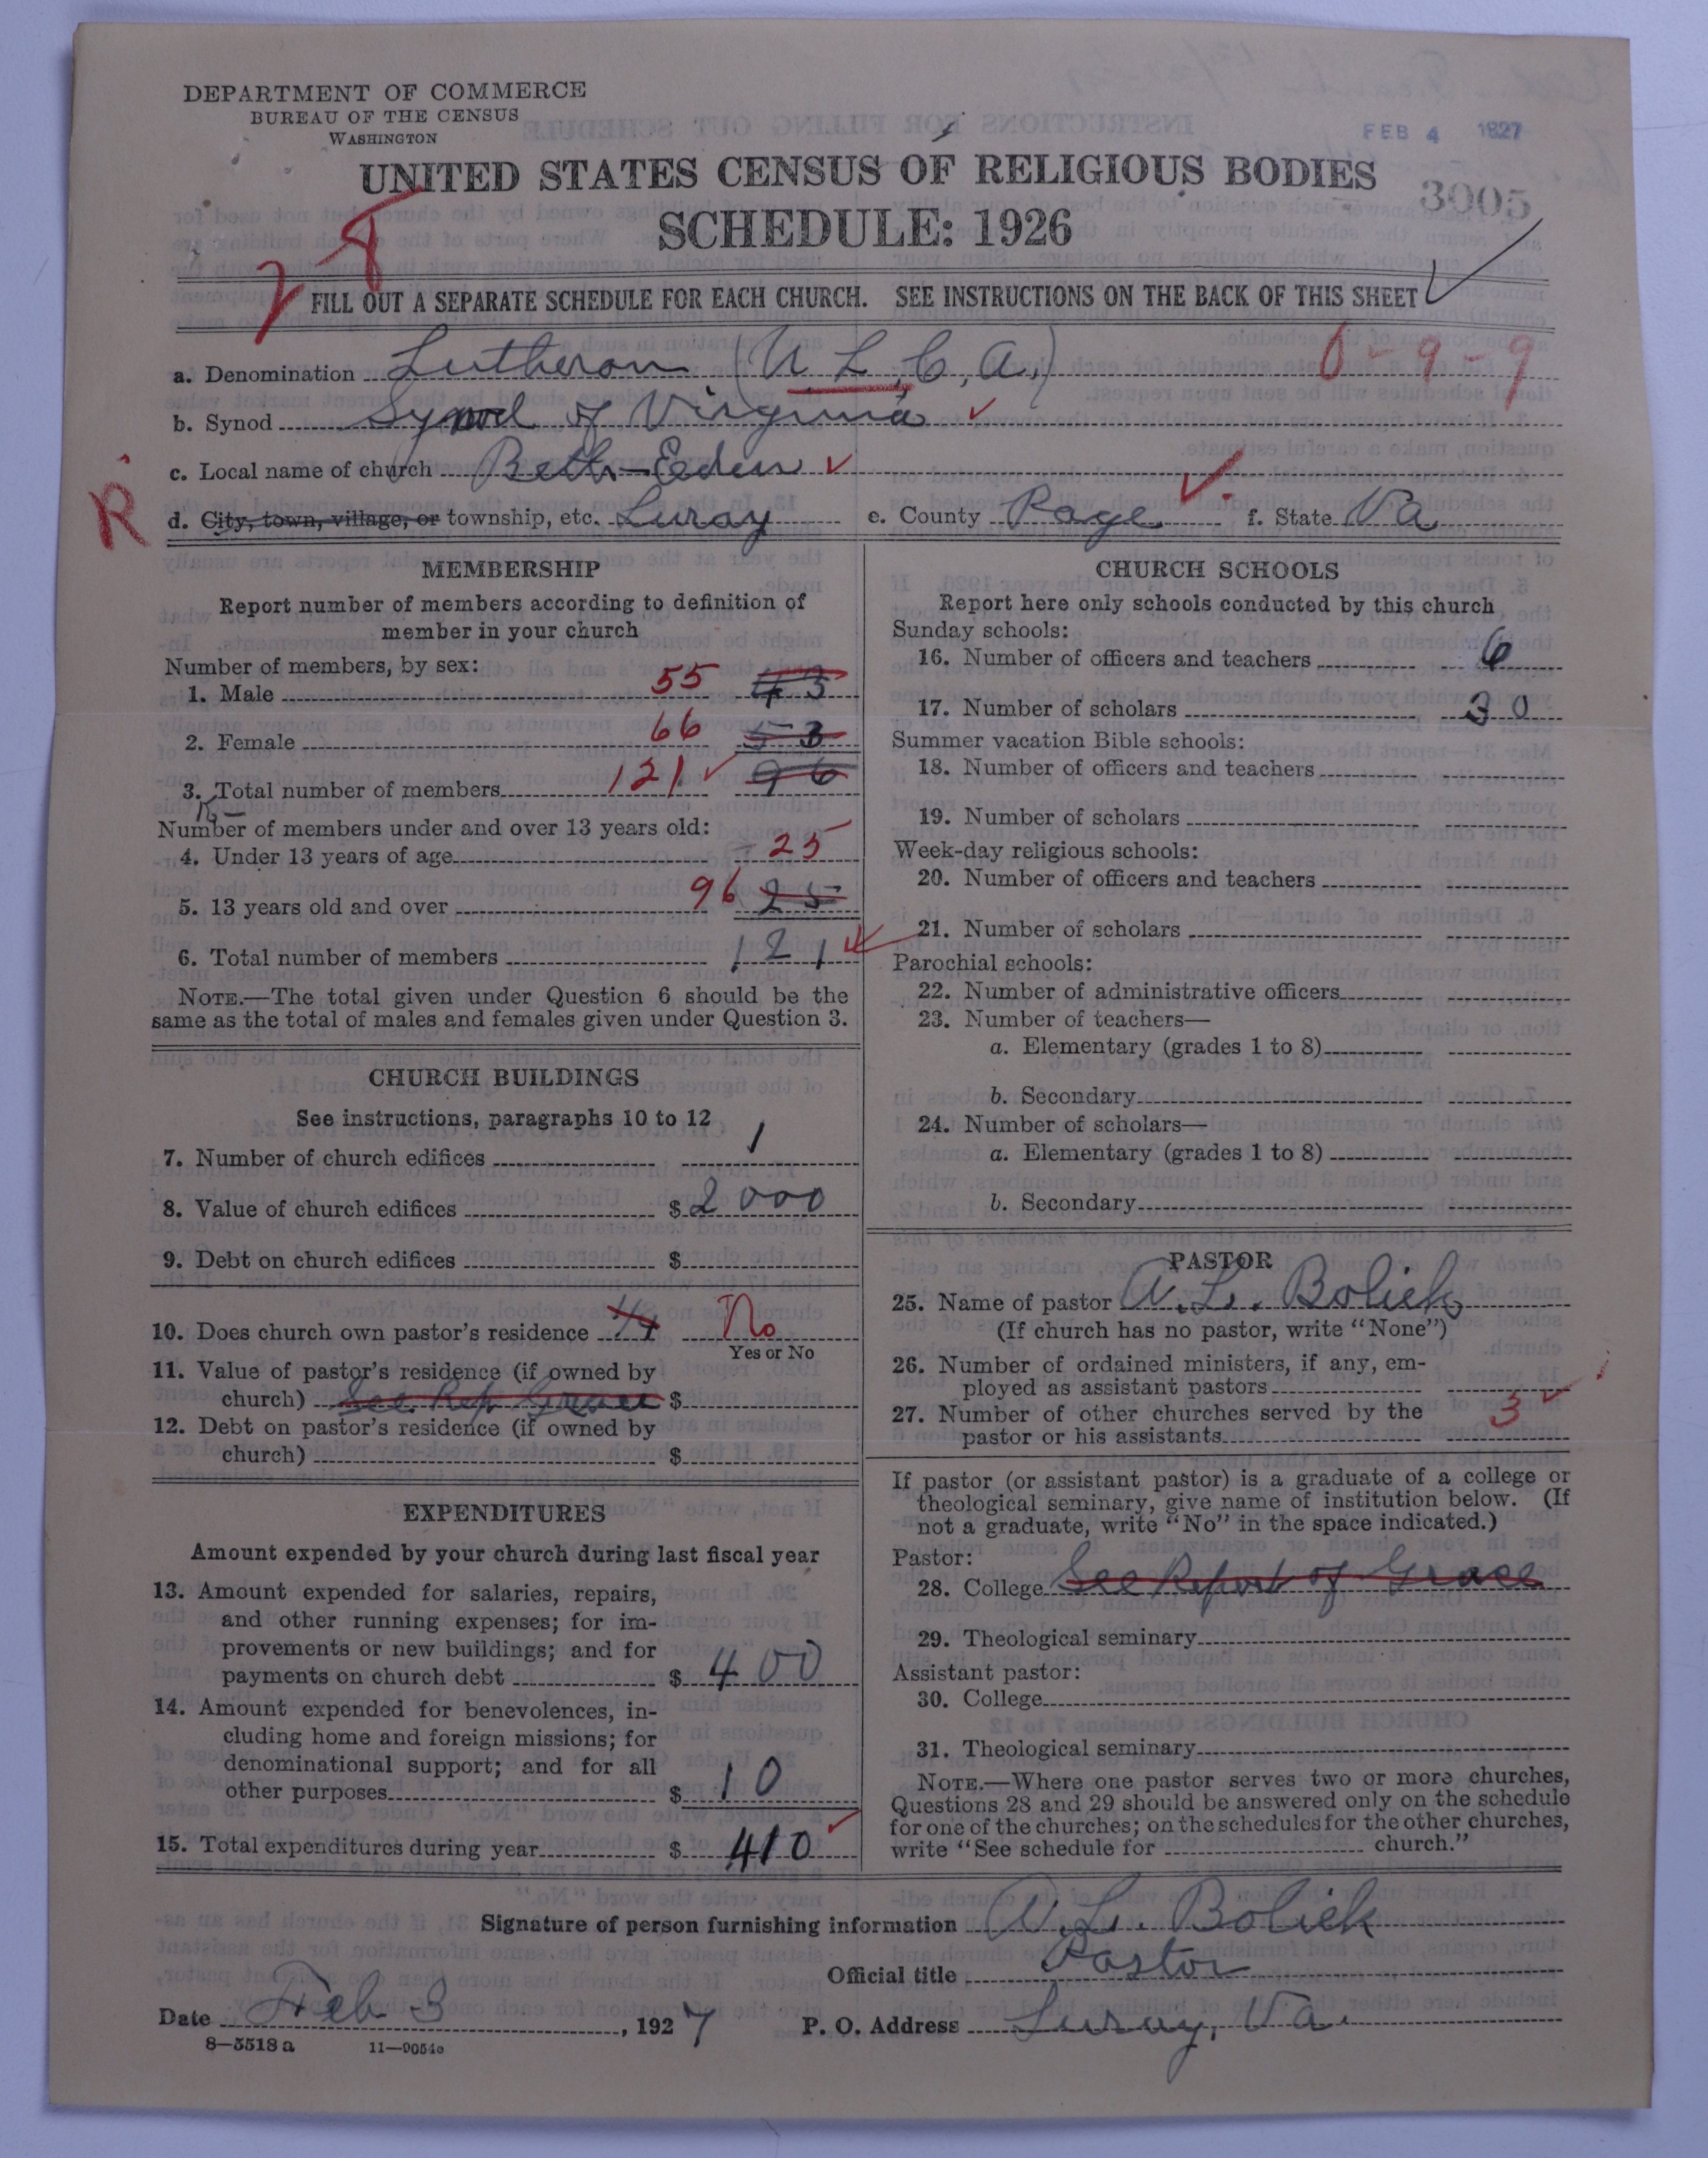 DEPARTMENT OF COMMERCE
BUREAU OF THE CENSUS
WASHINGTON
FEB 4 1927
UNITED STATES CENSUS OF RELIGIOUS BODIES
3005
SCHEDULE: 1926
78
FILL OUT A SEPARATE SCHEDULE FOR EACH CHURCH. SEE INSTRUCTIONS ON THE BACK OF THIS SHEET
a. Denomination Lutheran (U. L. C. A.) 0-9-9
b. Synod Synod of Virginia
c. Local name of church Beth-Eden
R
d. City, town, village, or township, etc. Luray e. County Page f. State Va
MEMBERSHIP
Report number of members according to definition of
member in your church
Number of members, by sex:
1. Male 55 43
2. Female 66 53
3. Total number of members 121 96
Number of members under and over 13 years old:
4. Under 13 years of age 25
5. 13 years old and over 96 25
6. Total number of members 121
NOTE.—The total given under Question 6 should be the
same as the total of males and females given under Question 3.
CHURCH BUILDINGS
See instructions, paragraphs 10 to 12
7. Number of church edifices 1
8. Value of church edifices $ 2000
9. Debt on church edifices $
10. Does church own pastor's residence No
Yes or No
11. Value of pastor's residence (if owned by
church) See Rep Grace $
12. Debt on pastor's residence (if owned by
church) $
EXPENDITURES
Amount expended by your church during last fiscal year
13. Amount expended for salaries, repairs,
and other running expenses; for im-
provements or new buildings; and for
payments on church debt $ 400
14. Amount expended for benevolences, in-
cluding home and foreign missions; for
denominational support; and for all
other purposes $ 10
15. Total expenditures during year $ 410
CHURCH SCHOOLS
Report here only schools conducted by this church
Sunday schools:
16. Number of officers and teachers 6
17. Number of scholars 30
Summer vacation Bible schools:
18. Number of officers and teachers
19. Number of scholars
Week-day religious schools:
20. Number of officers and teachers
21. Number of scholars
Parochial schools:
22. Number of administrative officers
23. Number of teachers—
a. Elementary (grades 1 to 8)
b. Secondary
24. Number of scholars—
a. Elementary (grades 1 to 8)
b. Secondary
PASTOR
25. Name of pastor A. L. Boliek
(If church has no pastor, write "None")
26. Number of ordained ministers, if any, em-
ployed as assistant pastors
27. Number of other churches served by the
pastor or his assistants 3
If pastor (or assistant pastor) is a graduate of a college or
theological seminary, give name of institution below. (If
not a graduate, write "No" in the space indicated.)
Pastor:
28. College See Report of Grace
29. Theological seminary
Assistant pastor:
30. College
31. Theological seminary
NOTE.—Where one pastor serves two or more churches,
Questions 28 and 29 should be answered only on the schedule
for one of the churches; on the schedules for the other churches,
write "See schedule for church."
Signature of person furnishing information A. L. Boliek
Official title Pastor
Date Feb 3, 1927 P. O. Address Luray, Va.
8—5518 a 11—9054a